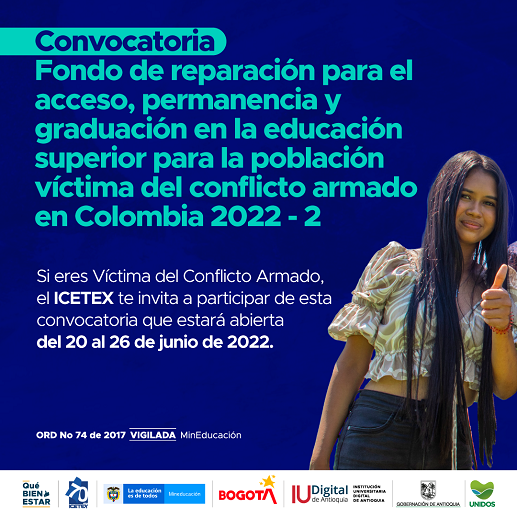 Convocatoria
Fondo de reparación para el
acceso, permanencia y
graduación en la educación
superior para la población
víctima del conflicto armado
en Colombia 2022 - 2
Si eres Víctima del Conflicto Armado,
el ICETEX te invita a participar de esta
convocatoria que estará abierta
del 20 al 26 de junio de 2022.
ORD No 74 de 2017 VIGILADA MinEducación
Qué
BIEN
ESTAR
70
ICETEX
La educación
es de todos
Mineducación
BOGOTÁ
IU Digital
de Antioquia
INSTITUCIÓN
UNIVERSITARIA
DIGITAL
DE ANTIOQUIA
GOBERNACIÓN DE ANTIOQUIA
UNIDOS